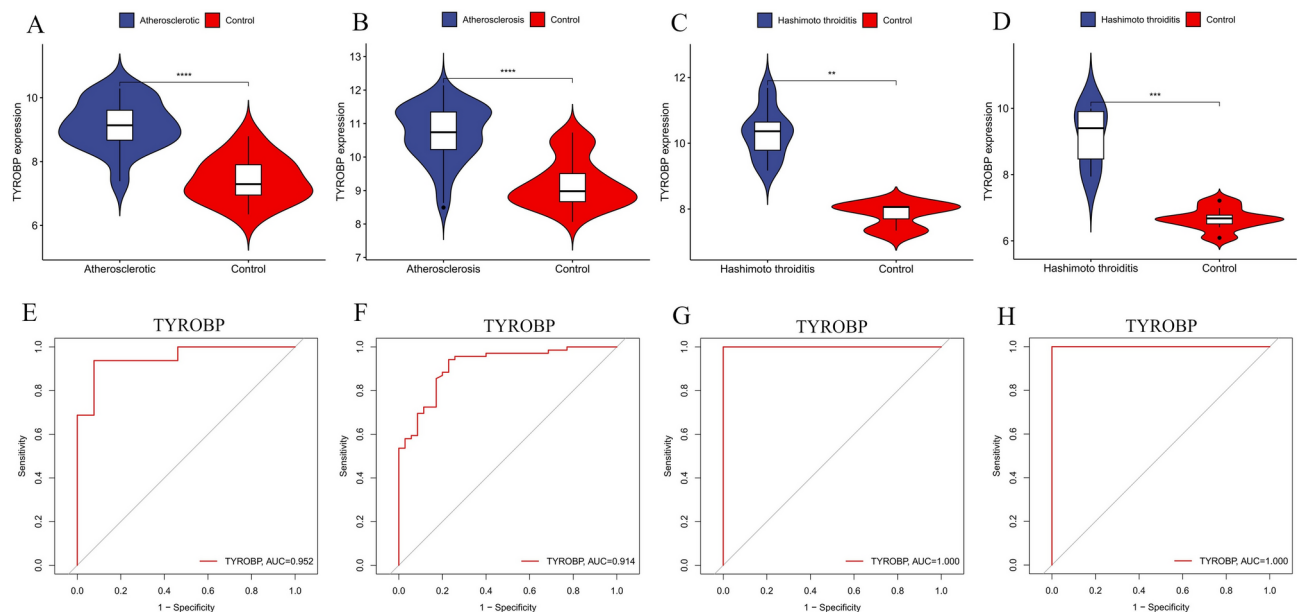 A
Atherosclerotic Control
TYROBP expression
10
8
6
****
Atherosclerotic Control
B
Atherosclerosis Control
TYROBP expression
13
12
11
10
9
8
7
****
Atherosclerosis Control
C
Hashimoto throiditis Control
TYROBP expression
12
10
8
**
Hashimoto throiditis Control
D
Hashimoto throiditis Control
TYROBP expression
10
8
6
***
Hashimoto throiditis Control
E
TYROBP
Sensitivity
1.0
0.8
0.6
0.4
0.2
0.0
TYROBP, AUC=0.952
0.0 0.2 0.4 0.6 0.8 1.0
1 − Specificity
F
TYROBP
Sensitivity
1.0
0.8
0.6
0.4
0.2
0.0
TYROBP, AUC=0.914
0.0 0.2 0.4 0.6 0.8 1.0
1 − Specificity
G
TYROBP
Sensitivity
1.0
0.8
0.6
0.4
0.2
0.0
TYROBP, AUC=1.000
0.0 0.2 0.4 0.6 0.8 1.0
1 − Specificity
H
TYROBP
Sensitivity
1.0
0.8
0.6
0.4
0.2
0.0
TYROBP, AUC=1.000
0.0 0.2 0.4 0.6 0.8 1.0
1 − Specificity